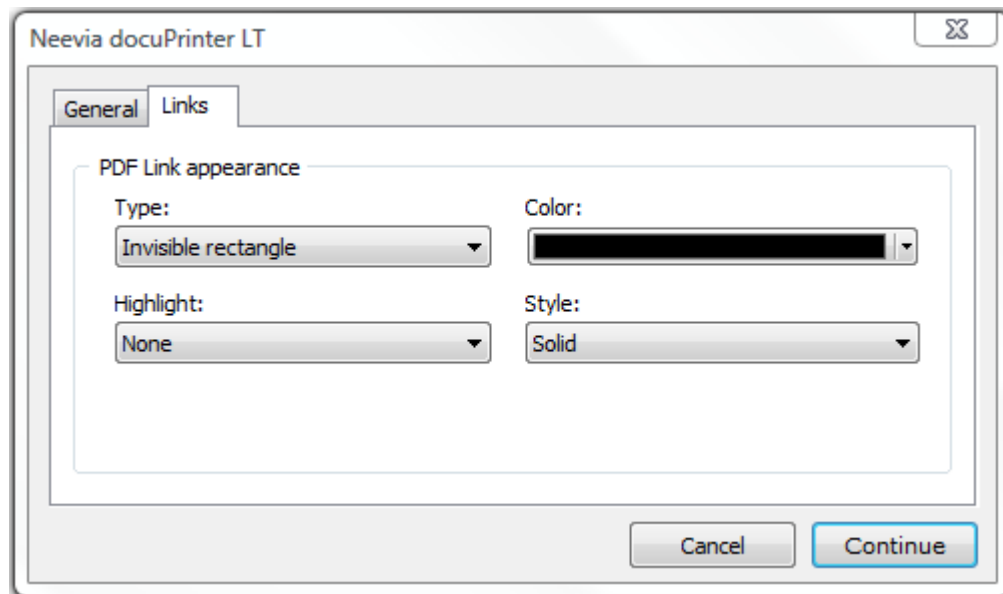 Neevia docuPrinter LT
General Links
PDF Link appearance
Type: Color:
Invisible rectangle
Highlight: Style:
None Solid
Cancel Continue